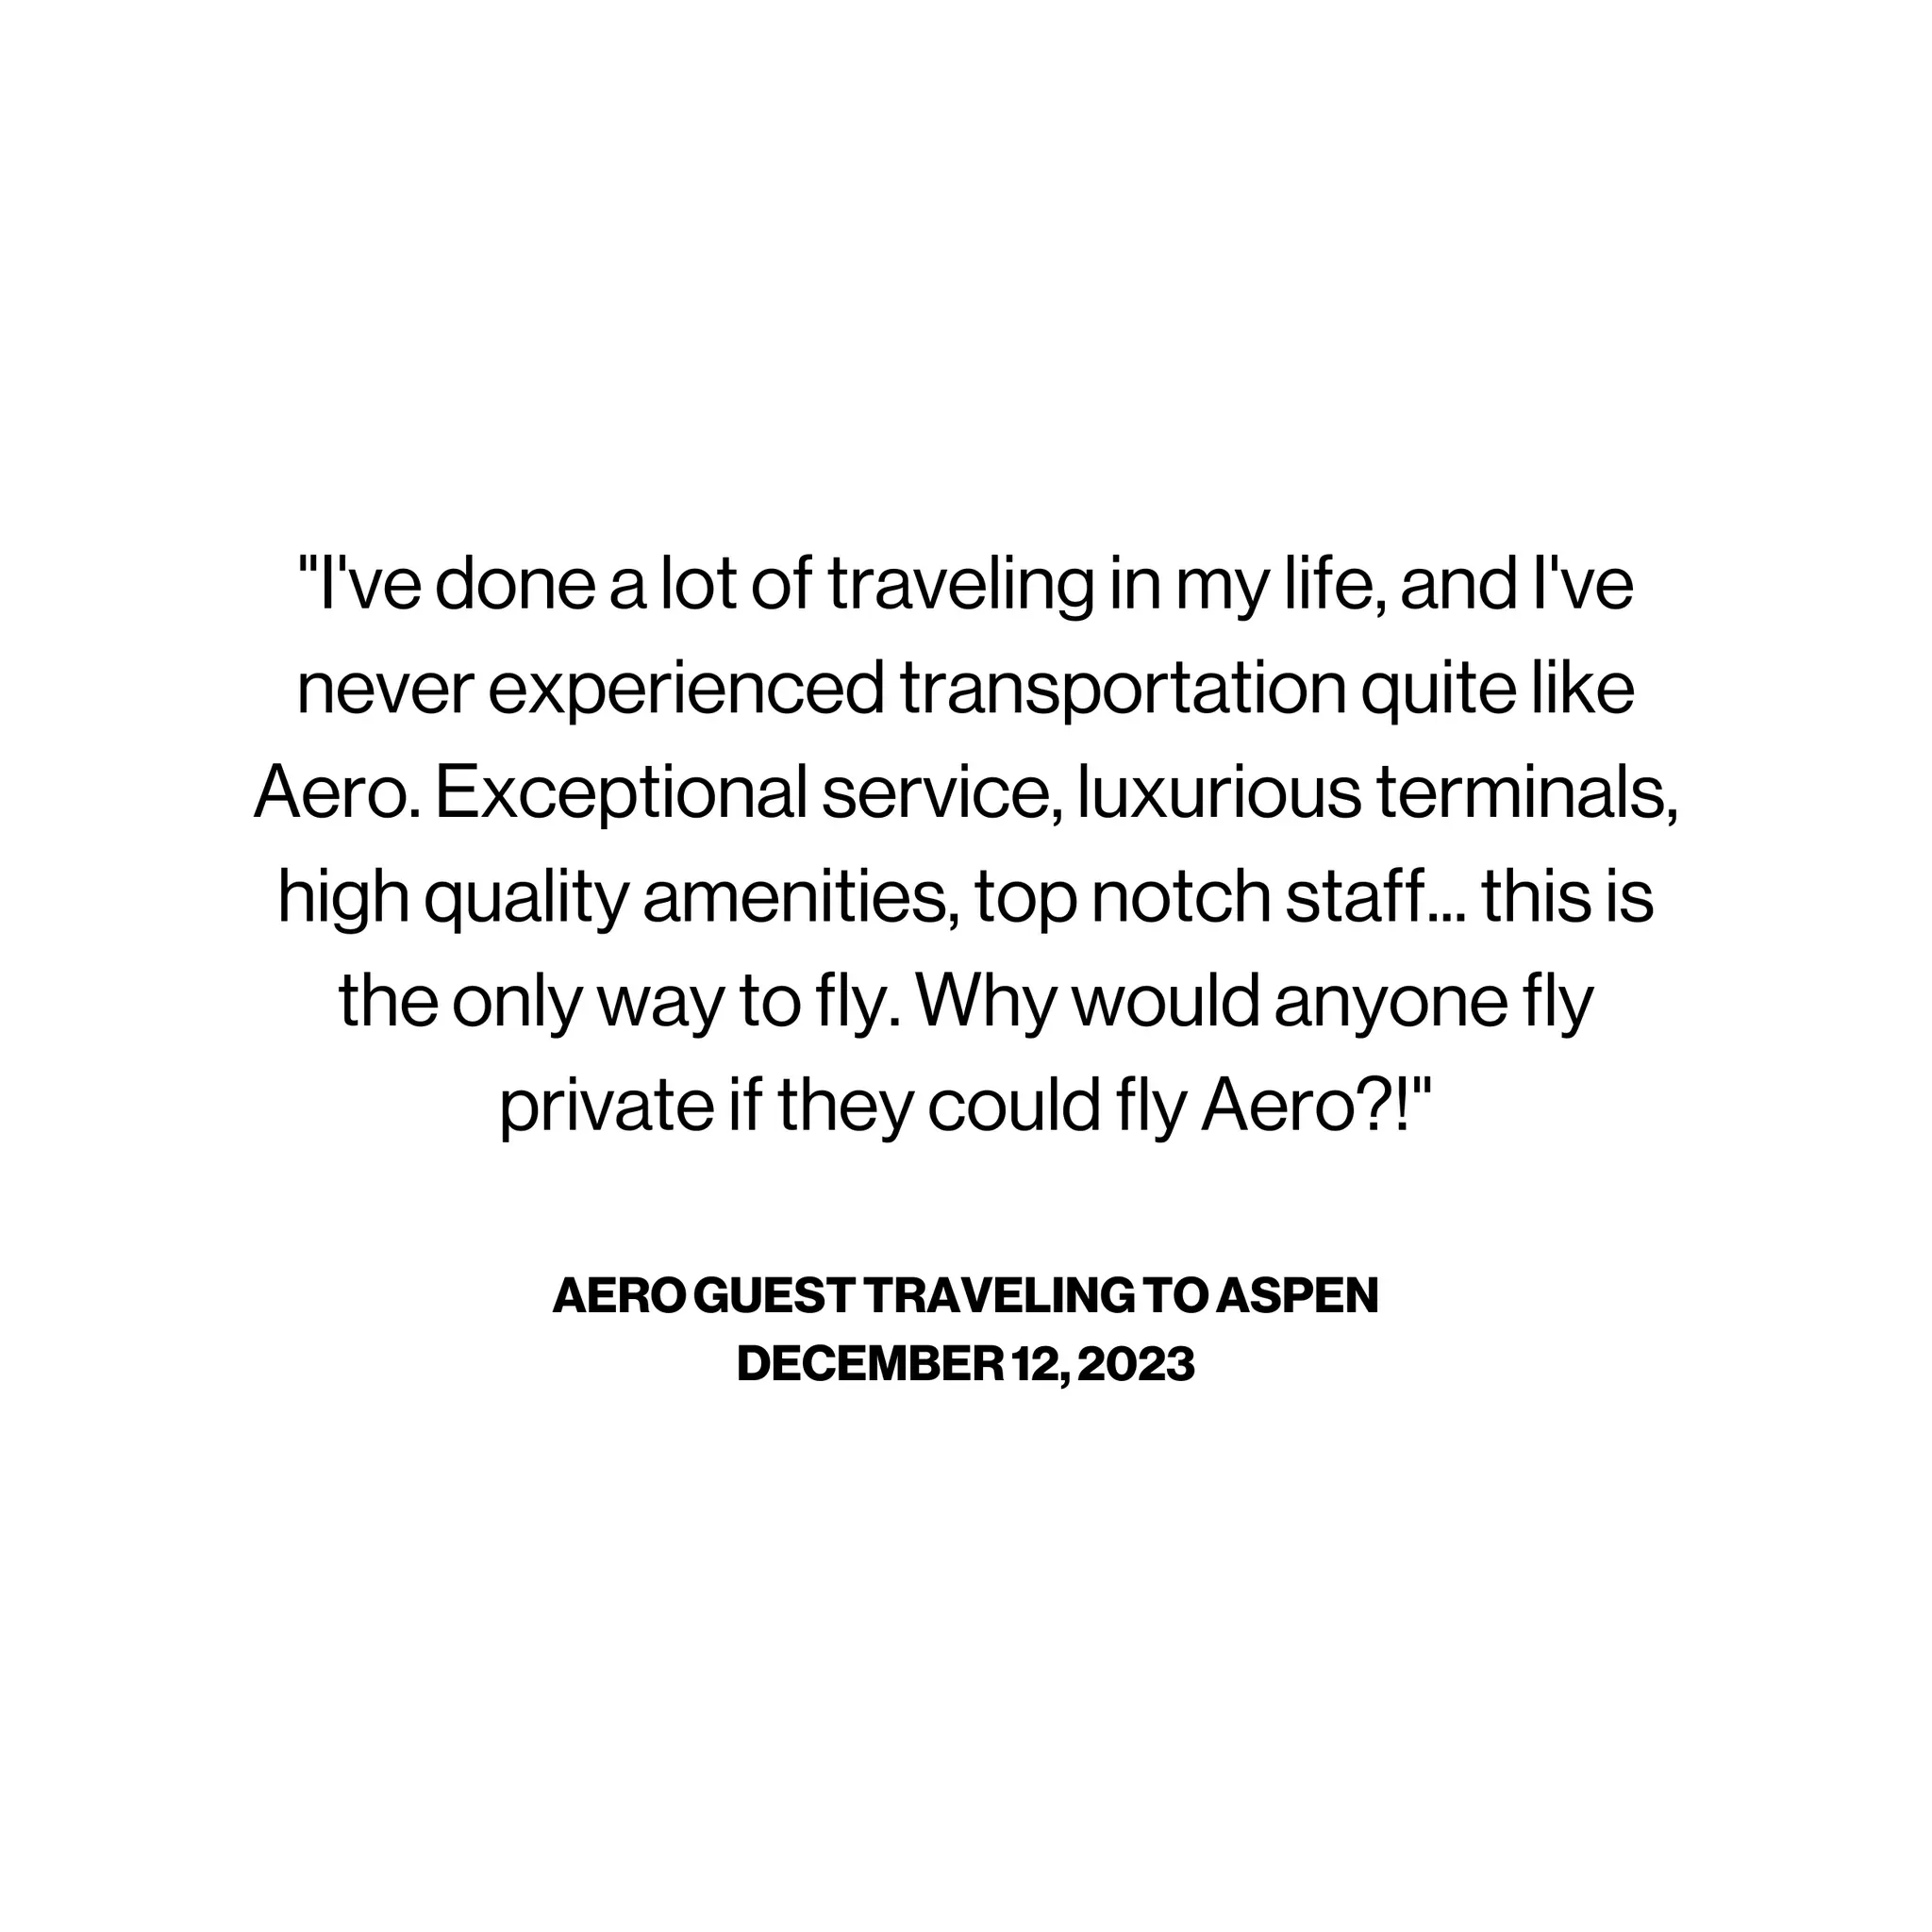 "I've done a lot of traveling in my life, and I've
never experienced transportation quite like
Aero. Exceptional service, luxurious terminals,
high quality amenities, top notch staff... this is
the only way to fly. Why would anyone fly
private if they could fly Aero?!"
AERO GUEST TRAVELING TO ASPEN
DECEMBER 12, 2023